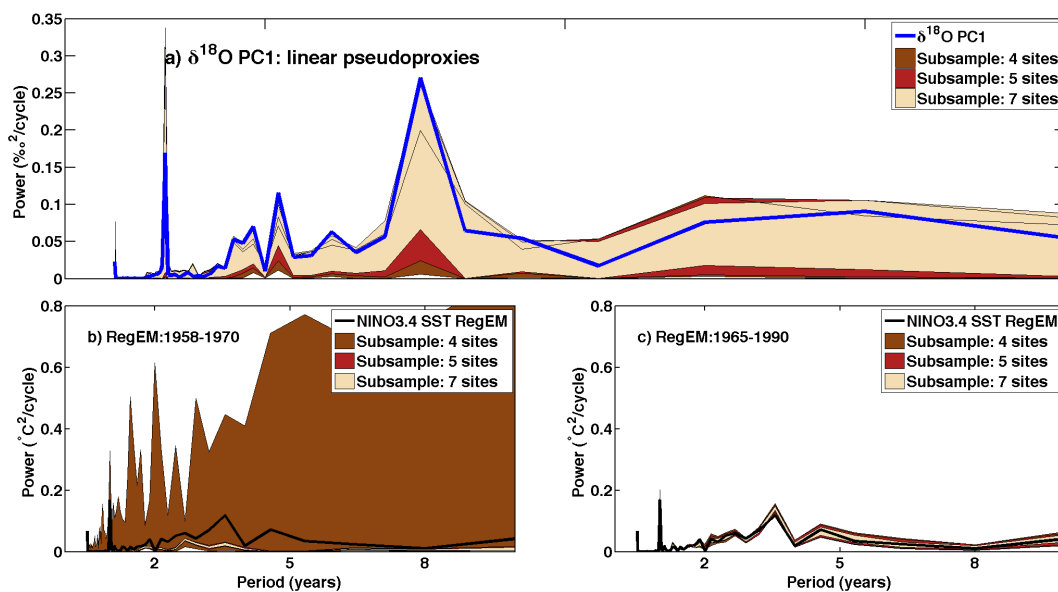 0.35
0.3
0.25
0.2
0.15
0.1
0.05
0
Power (‰²/cycle)
a) δ¹⁸O PC1: linear pseudoproxies
δ¹⁸O PC1
Subsample: 4 sites
Subsample: 5 sites
Subsample: 7 sites
2
4
6
8
0.8
0.6
0.4
0.2
0
Power (°C²/cycle)
b) RegEM:1958-1970
NINO3.4 SST RegEM
Subsample: 4 sites
Subsample: 5 sites
Subsample: 7 sites
2
5
8
Period (years)
0.8
0.6
0.4
0.2
0
Power (°C²/cycle)
c) RegEM:1965-1990
NINO3.4 SST RegEM
Subsample: 4 sites
Subsample: 5 sites
Subsample: 7 sites
2
5
8
Period (years)